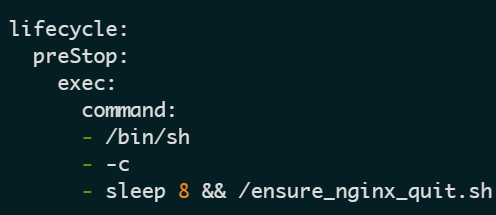 lifecycle:
  preStop:
    exec:
      command:
      - /bin/sh
      - -c
      - sleep 8 && /ensure_nginx_quit.sh